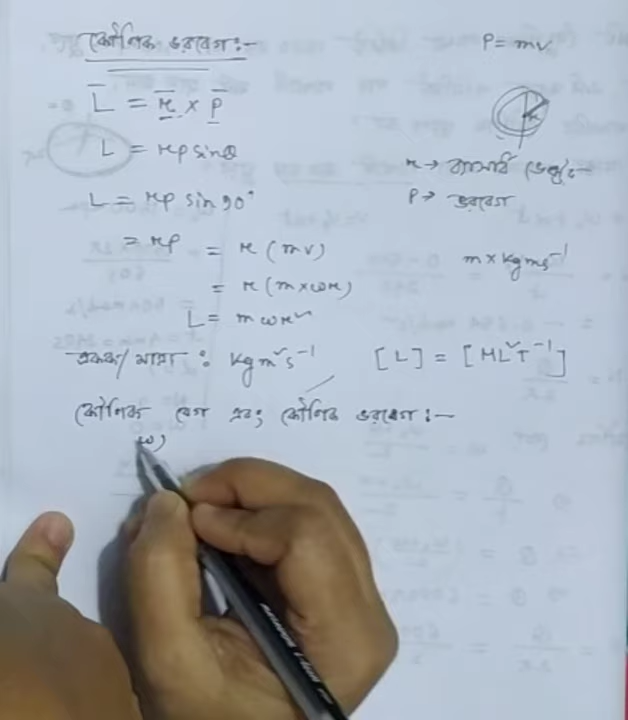 কৌণিক ভরবেগ :-
P = mv
L̄ = r̄ × p̄
L = rp sinθ
r → ব্যাসার্ধ ভেক্টর :-
L = rp sin 90°
P → ভরবেগ
= rp = r (mv)
m × kgms⁻¹
= r (m×ωr)
L = mωr²
একক/মাত্রা : kgm²s⁻¹ [L] = [ML²T⁻¹]
কৌণিক বেগ এবং কৌণিক ভরবেগ :-
ω)